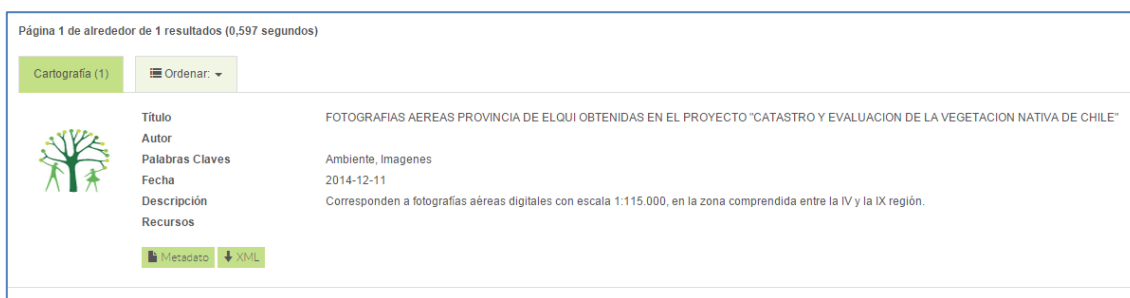 Página 1 de alrededor de 1 resultados (0,597 segundos)
Cartografía (1) Ordenar:
Título FOTOGRAFIAS AEREAS PROVINCIA DE ELQUI OBTENIDAS EN EL PROYECTO "CATASTRO Y EVALUACION DE LA VEGETACION NATIVA DE CHILE"
Autor
Palabras Claves Ambiente, Imagenes
Fecha 2014-12-11
Descripción Corresponden a fotografías aéreas digitales con escala 1:115.000, en la zona comprendida entre la IV y la IX región.
Recursos
Metadato XML